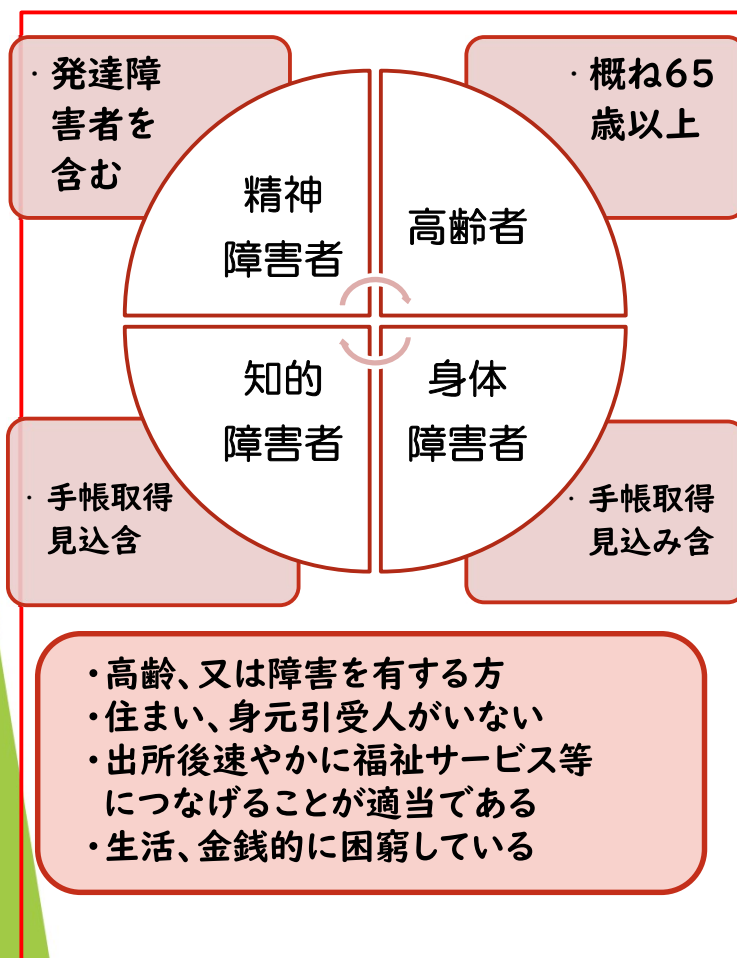 ・発達障
害者を
含む
・概ね65
歳以上
精神
障害者
高齢者
知的
障害者
身体
障害者
・手帳取得
見込含
・手帳取得
見込み含
・高齢、又は障害を有する方
・住まい、身元引受人がいない
・出所後速やかに福祉サービス等
につなげることが適当である
・生活、金銭的に困窮している